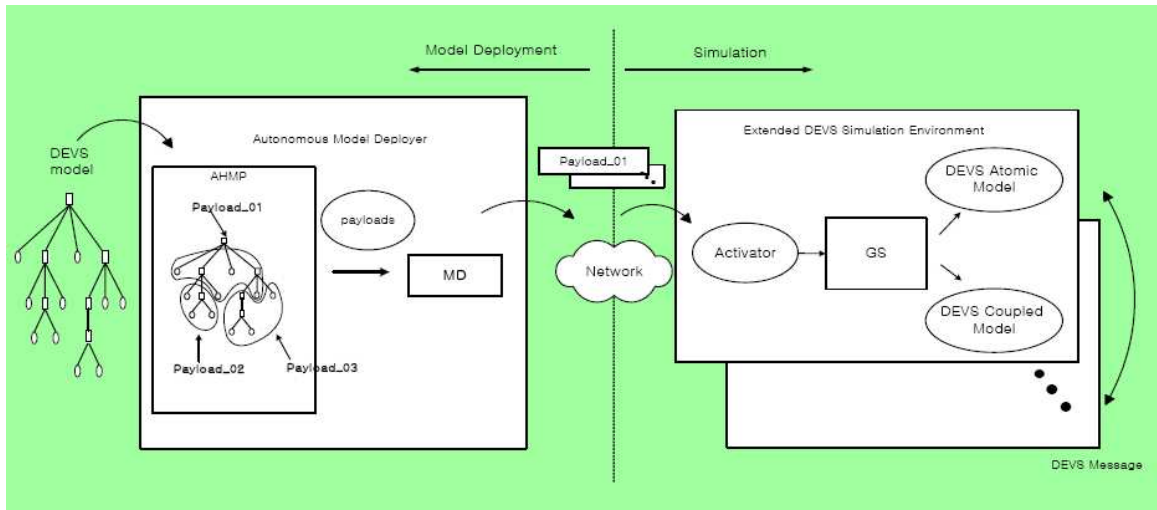 Model Deployment
Simulation
DEVS
model
Autonomous Model Deployer
AHMP
Payload_01
payloads
MD
Payload_02
Payload_03
Payload_01
Network
Extended DEVS Simulation Environment
Activator
GS
DEVS Atomic
Model
DEVS Coupled
Model
DEVS Message